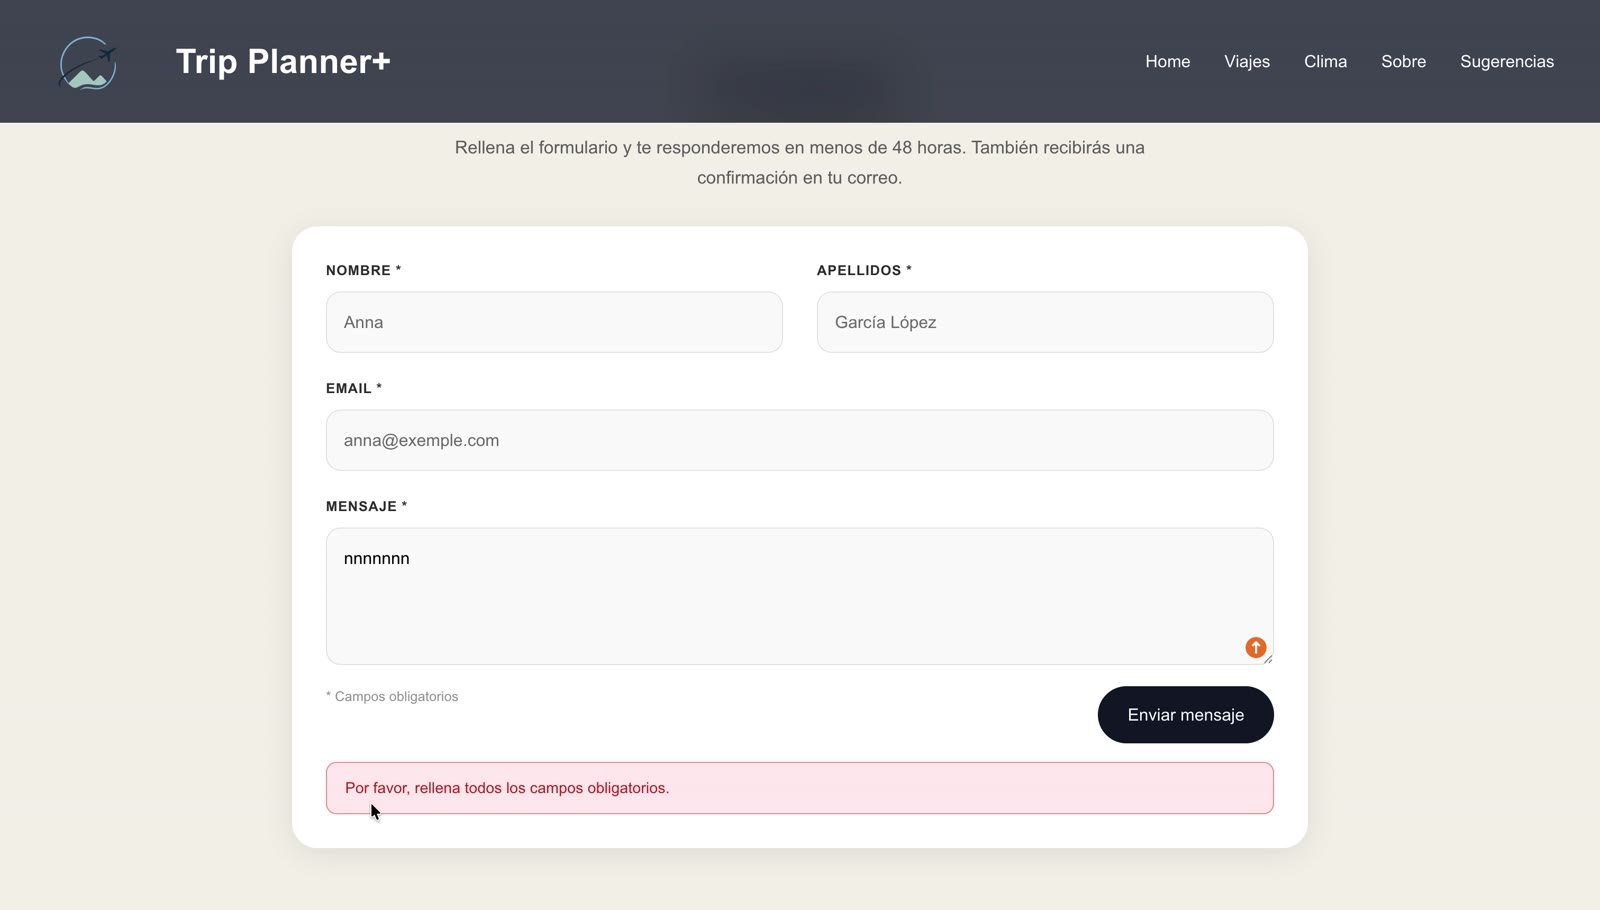 Trip Planner+
Home
Viajes
Clima
Sobre
Sugerencias
Rellena el formulario y te responderemos en menos de 48 horas. También recibirás una
confirmación en tu correo.
NOMBRE *
APELLIDOS *
Anna
García López
EMAIL *
anna@exemple.com
MENSAJE *
nnnnnnn
* Campos obligatorios
Enviar mensaje
Por favor, rellena todos los campos obligatorios.